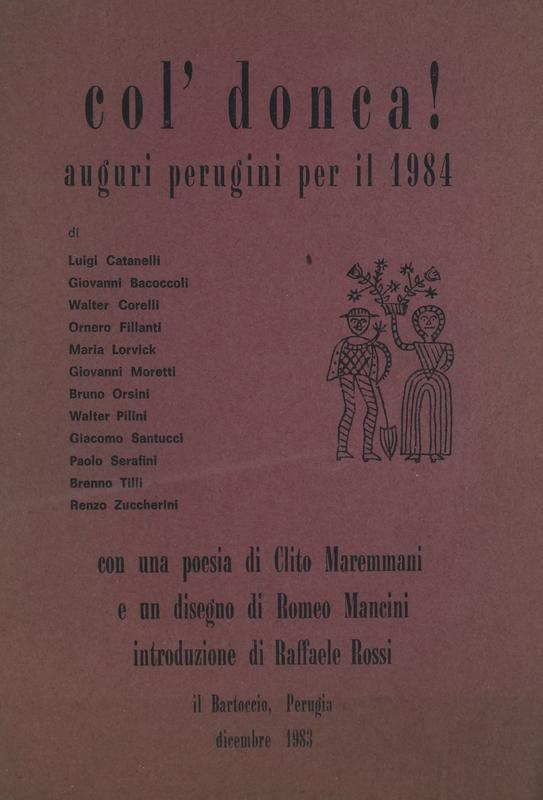 col' donca!
auguri perugini per il 1984
di
Luigi Catanelli
Giovanni Bacoccoli
Walter Corelli
Ornero Fillanti
Maria Lorvick
Giovanni Moretti
Bruno Orsini
Walter Pilini
Giacomo Santucci
Paolo Serafini
Brenno Tilli
Renzo Zuccherini
con una poesia di Clito Maremmani
e un disegno di Romeo Mancini
introduzione di Raffaele Rossi
il Bartoccio, Perugia
dicembre 1983